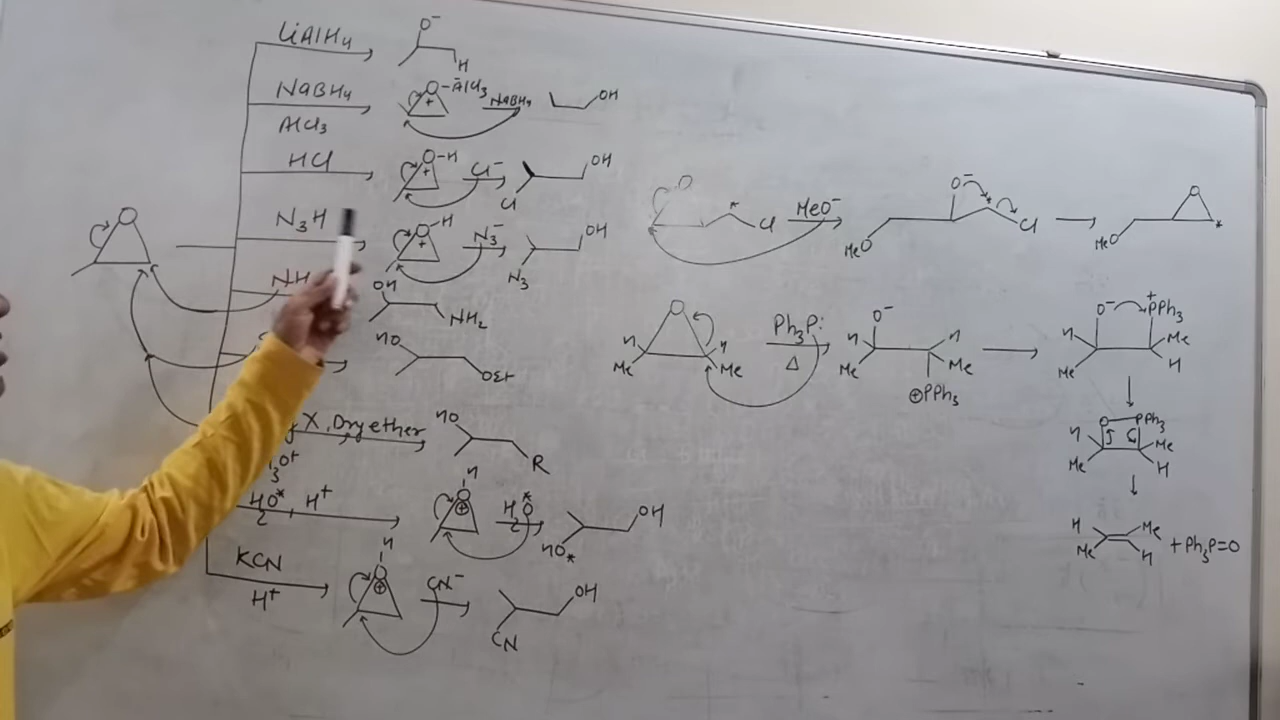 LiAlH4 O⁻ H
NaBH4 AlCl3 O⁻AlCl3 + NaBH4 OH
HCl O-H + Cl⁻ Cl OH
N3H O H + N3⁻ N3 OH
O
NH OH NH2
HO OEt
X, Dry ether HO R
3O+
H2O* H+ H O ⊕ H2O* HO* OH
KCN H+ H O ⊕ CN⁻ CN OH
O * Cl MeO⁻ MeO O⁻ * Cl MeO O *
O H Me H Me Ph3P: Δ O⁻ H Me H Me ⊕PPh3 O⁻ +PPh3 H Me Me H
O PPh3 H Me Me H
H Me Me H + Ph3P=O